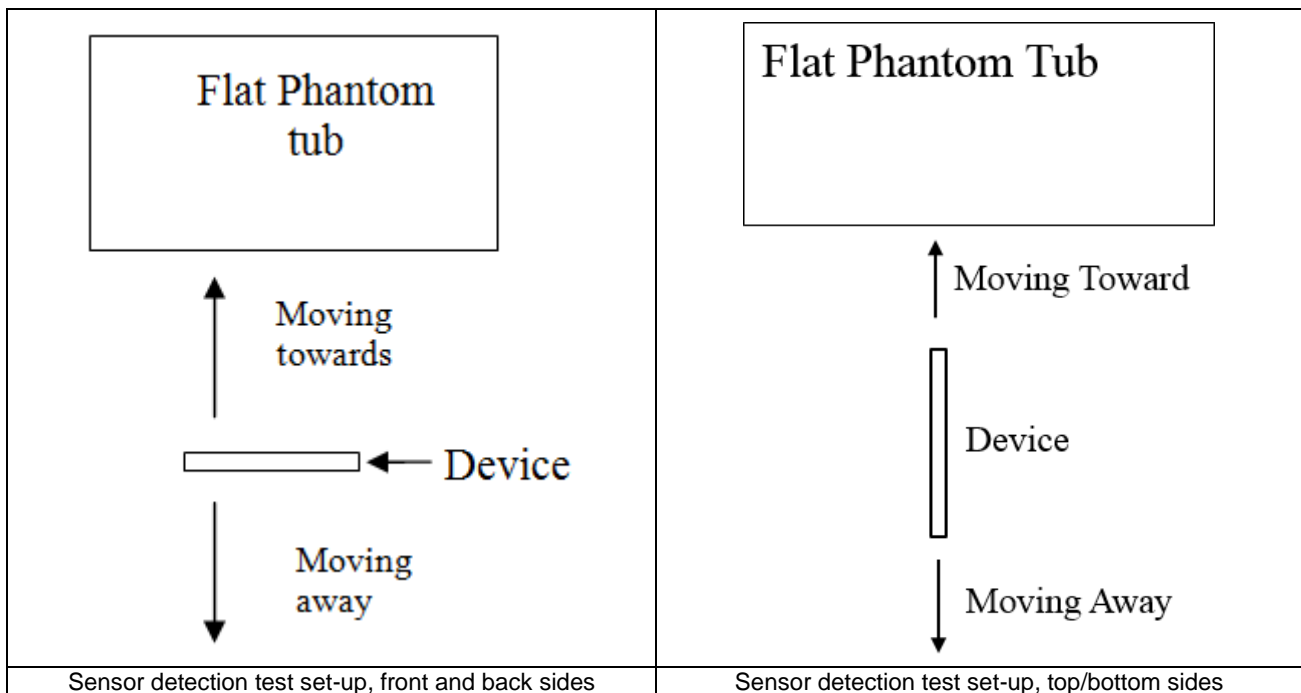 Flat Phantom
tub
Moving
towards
Device
Moving
away
Sensor detection test set-up, front and back sides
Flat Phantom Tub
Moving Toward
Device
Moving Away
Sensor detection test set-up, top/bottom sides